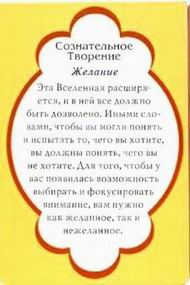 Сознательное
Творение
Желание
Эта Вселенная расширя-
ется, и в ней все должно
быть дозволено. Иными сло-
вами, чтобы вы могли понять
и испытать то, чего вы хотите,
вы должны понять, чего вы
не хотите. Для того, чтобы у
вас появилась возможность
выбирать и фокусировать
внимание, вам нужно
как желанное, так и
нежеланное.